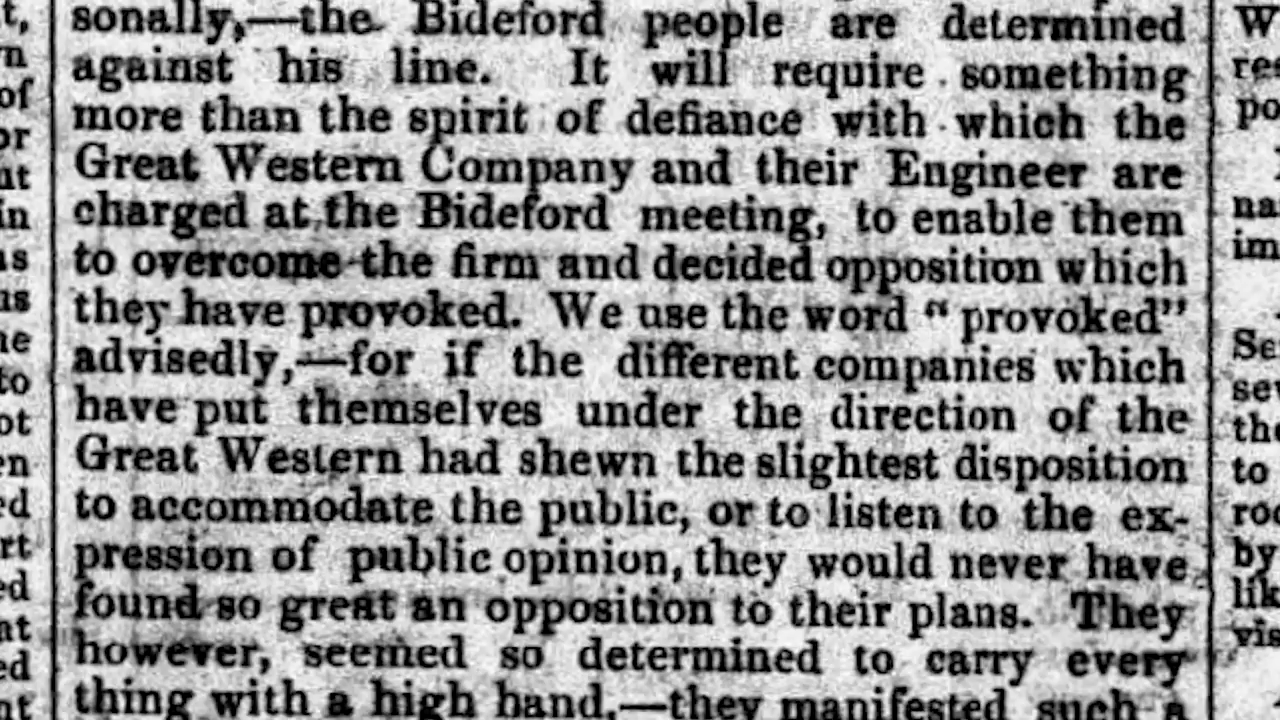 sonally,—the Bideford people are determined
against his line. It will require something
more than the spirit of defiance with which the
Great Western Company and their Engineer are
charged at the Bideford meeting, to enable them
to overcome the firm and decided opposition which
they have provoked. We use the word “ provoked”
advisedly,—for if the different companies which
have put themselves under the direction of the
Great Western had shewn the slightest disposition
to accommodate the public, or to listen to the ex-
pression of public opinion, they would never have
found so great an opposition to their plans. They
however, seemed so determined to carry every
thing with a high hand,—they manifested such a